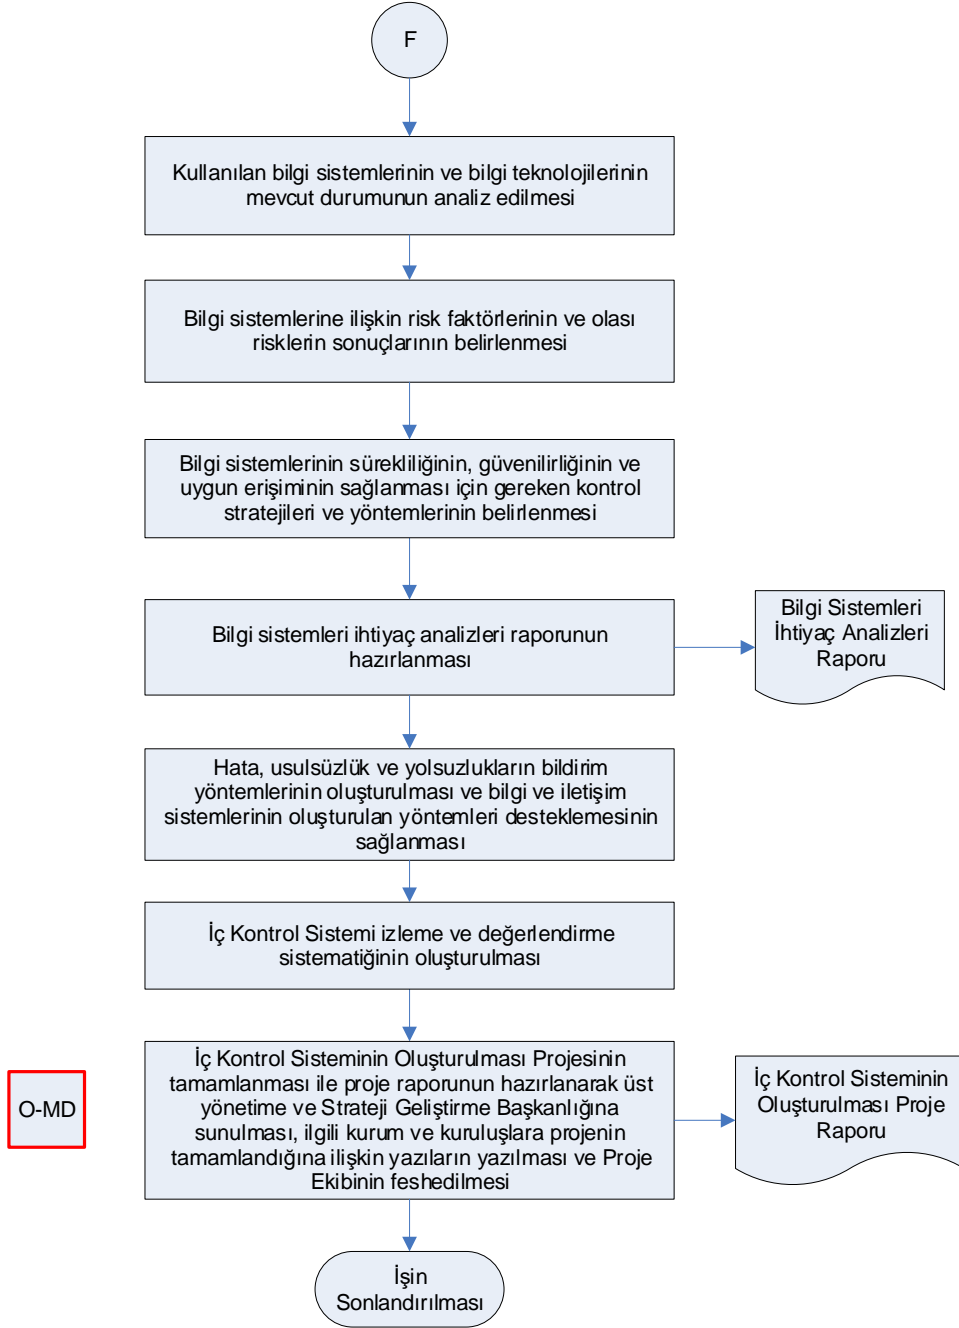 F
Kullanılan bilgi sistemlerinin ve bilgi teknolojilerinin
mevcut durumunun analiz edilmesi
Bilgi sistemlerine ilişkin risk faktörlerinin ve olası
risklerin sonuçlarının belirlenmesi
Bilgi sistemlerinin sürekliliğinin, güvenilirliğinin ve
uygun erişiminin sağlanması için gereken kontrol
stratejileri ve yöntemlerinin belirlenmesi
Bilgi sistemleri ihtiyaç analizleri raporunun
hazırlanması
Bilgi Sistemleri
İhtiyaç Analizleri
Raporu
Hata, usulsüzlük ve yolsuzlukların bildirim
yöntemlerinin oluşturulması ve bilgi ve iletişim
sistemlerinin oluşturulan yöntemleri desteklemesinin
sağlanması
İç Kontrol Sistemi izleme ve değerlendirme
sistematiğinin oluşturulması
O-MD
İç Kontrol Sisteminin Oluşturulması Projesinin
tamamlanması ile proje raporunun hazırlanarak üst
yönetime ve Strateji Geliştirme Başkanlığına
sunulması, ilgili kurum ve kuruluşlara projenin
tamamlandığına ilişkin yazıların yazılması ve Proje
Ekibinin feshedilmesi
İç Kontrol Sisteminin
Oluşturulması Proje
Raporu
İşin
Sonlandırılması